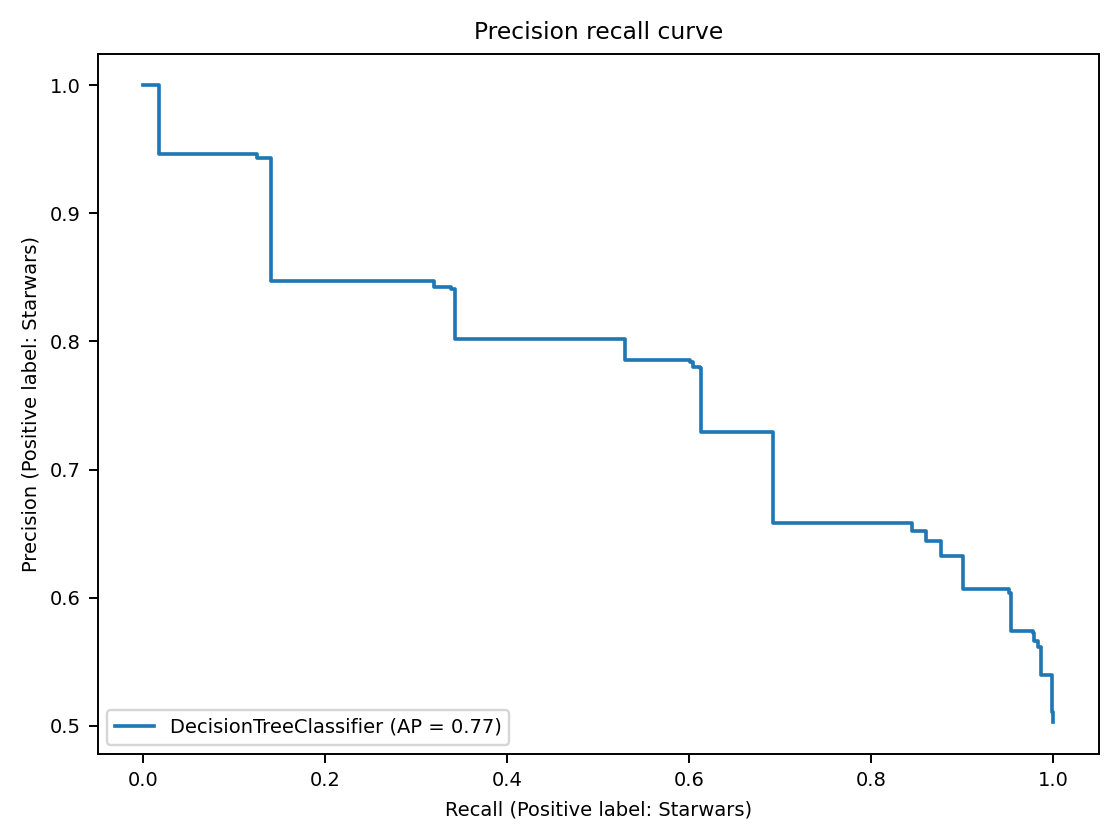 Precision recall curve
Precision (Positive label: Starwars)
1.0
0.9
0.8
0.7
0.6
0.5
DecisionTreeClassifier (AP = 0.77)
0.0 0.2 0.4 0.6 0.8 1.0
Recall (Positive label: Starwars)